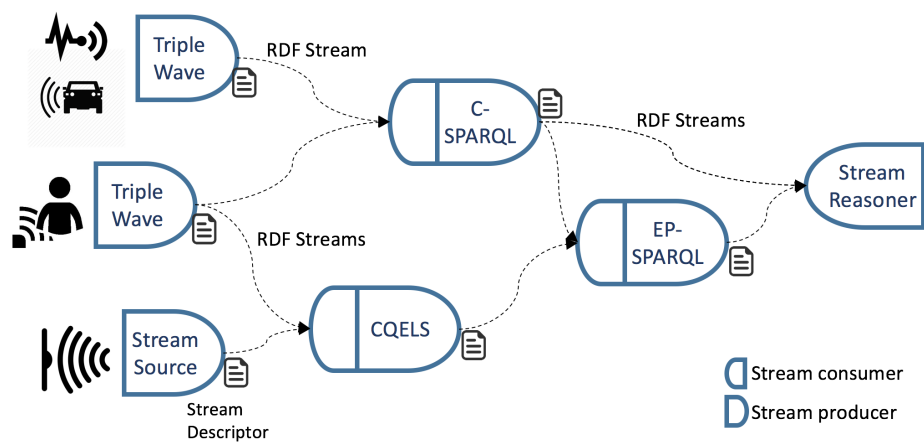 Triple
Wave
RDF Stream
C-
SPARQL
RDF Streams
Stream
Reasoner
Triple
Wave
RDF Streams
EP-
SPARQL
Stream
Source
CQELS
Stream
Descriptor
Stream consumer
Stream producer